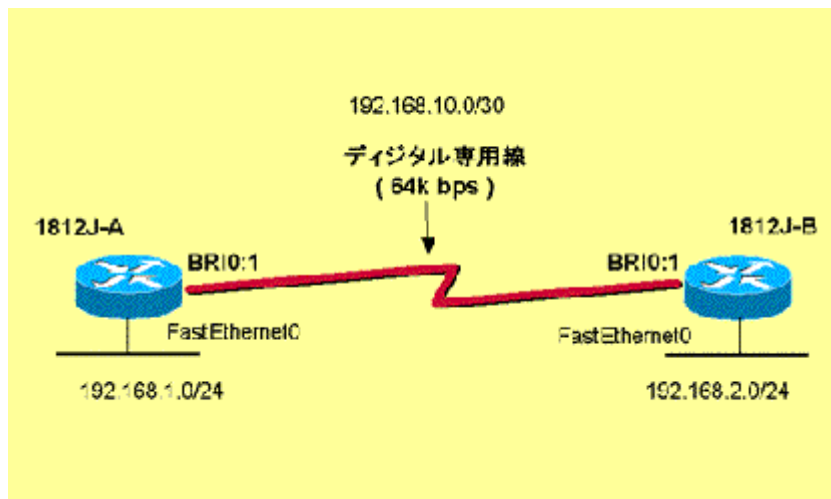 192.168.10.0/30
ディジタル専用線
( 64k bps )
1812J-A
1812J-B
BRI0:1
BRI0:1
FastEthernet0
FastEthernet0
192.168.1.0/24
192.168.2.0/24